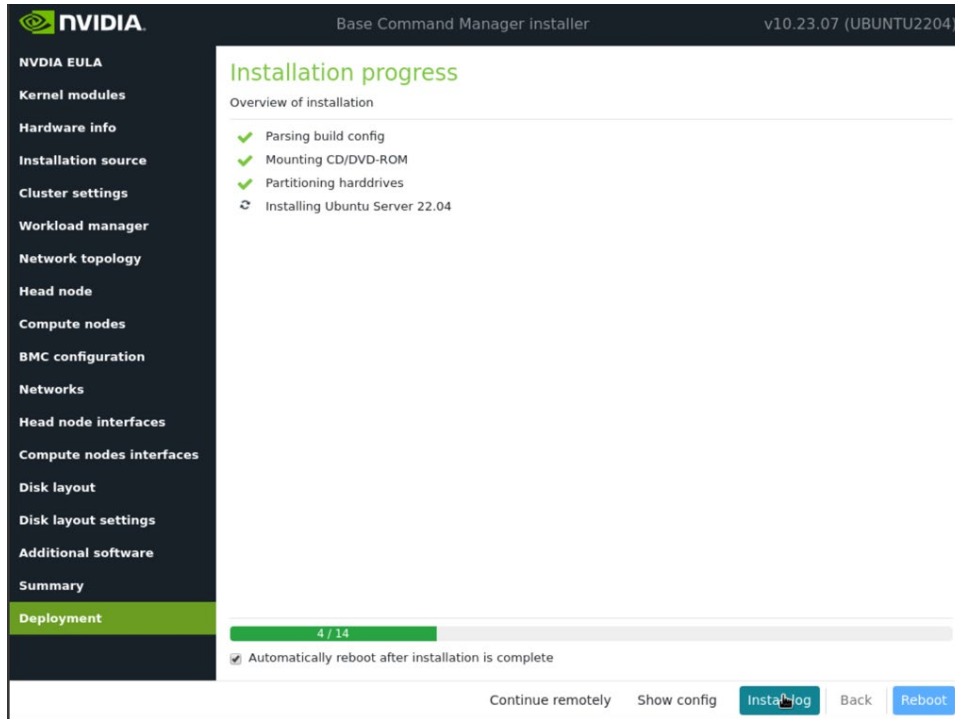 NVIDIA. Base Command Manager installer v10.23.07 (UBUNTU2204)
NVDIA EULA
Kernel modules
Hardware info
Installation source
Cluster settings
Workload manager
Network topology
Head node
Compute nodes
BMC configuration
Networks
Head node interfaces
Compute nodes interfaces
Disk layout
Disk layout settings
Additional software
Summary
Deployment
Installation progress
Overview of installation
Parsing build config
Mounting CD/DVD-ROM
Partitioning harddrives
Installing Ubuntu Server 22.04
4 / 14
Automatically reboot after installation is complete
Continue remotely Show config Install log Back Reboot